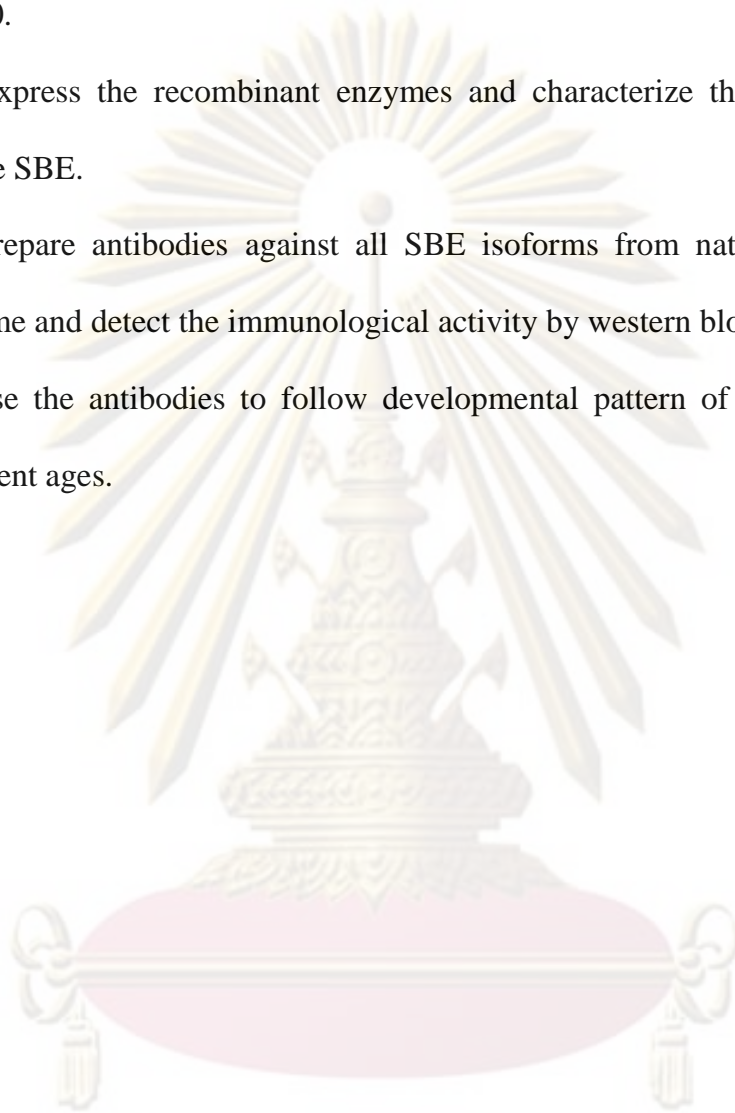 ).
xpress the recombinant enzymes and characterize th
e SBE.
repare antibodies against all SBE isoforms from nat
me and detect the immunological activity by western blo
se the antibodies to follow developmental pattern of
ent ages.